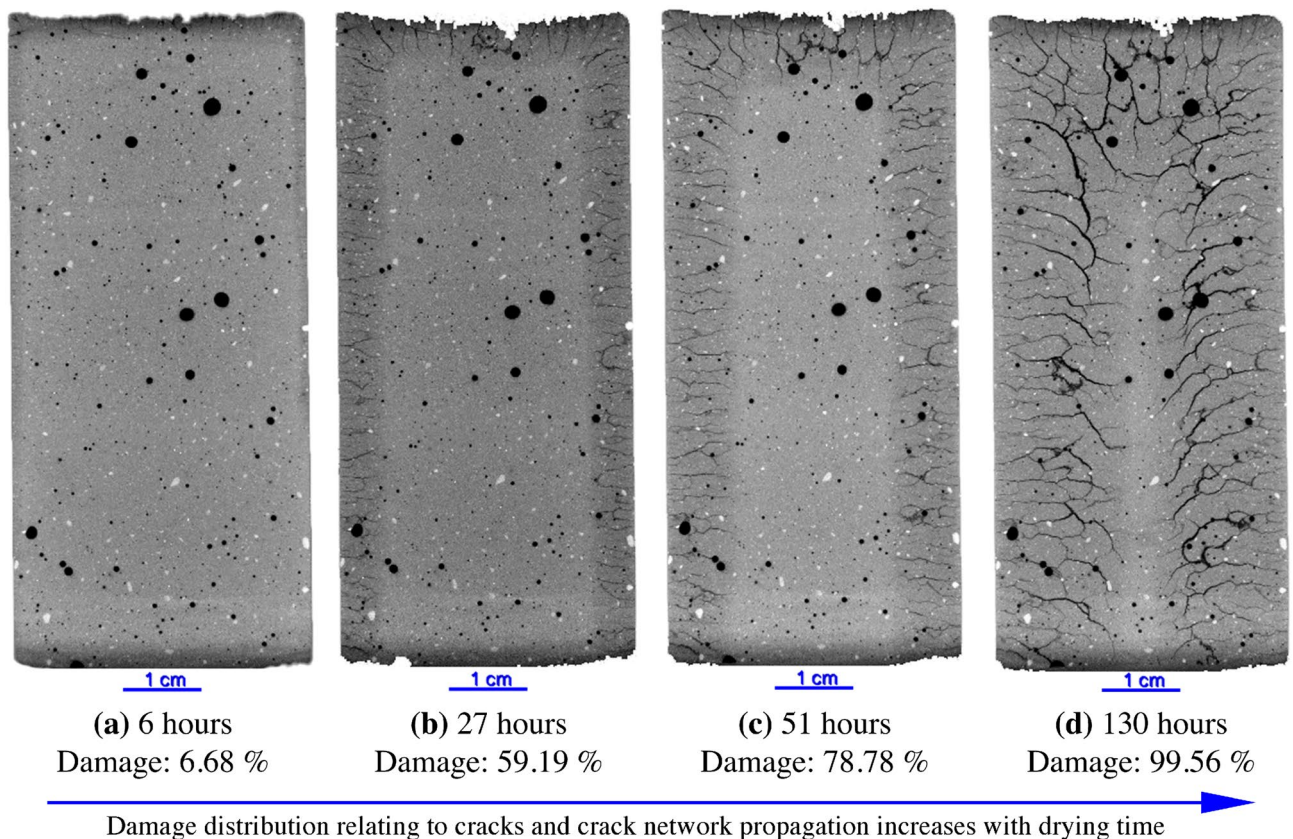 1 cm
1 cm
1 cm
1 cm
(a) 6 hours
Damage: 6.68 %
(b) 27 hours
Damage: 59.19 %
(c) 51 hours
Damage: 78.78 %
(d) 130 hours
Damage: 99.56 %
Damage distribution relating to cracks and crack network propagation increases with drying time